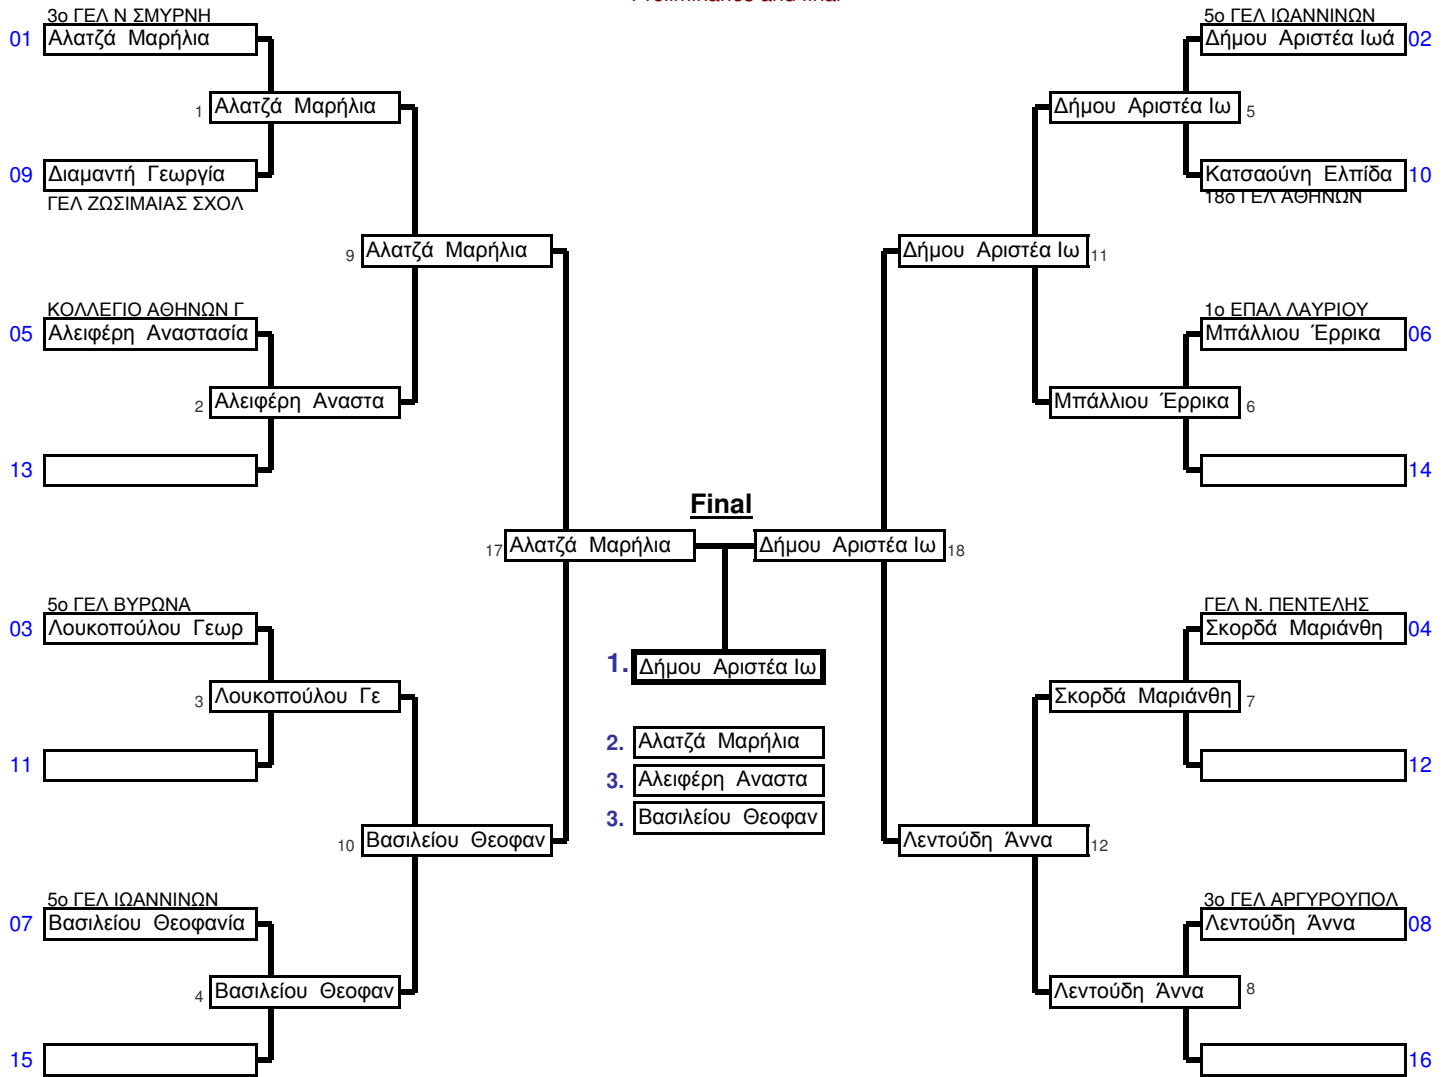 3ο ΓΕΛ Ν ΣΜΥΡΝΗ
01 Αλατζά Μαρήλια
1 Αλατζά Μαρήλια
09 Διαμαντή Γεωργία
ΓΕΛ ΖΩΣΙΜΑΙΑΣ ΣΧΟΛ
9 Αλατζά Μαρήλια
ΚΟΛΛΕΓΙΟ ΑΘΗΝΩΝ Γ
05 Αλειφέρη Αναστασία
2 Αλειφέρη Αναστα
13
17 Αλατζά Μαρήλια
5ο ΓΕΛ ΒΥΡΩΝΑ
03 Λουκοπούλου Γεωρ
3 Λουκοπούλου Γε
11
10 Βασιλείου Θεοφαν
5ο ΓΕΛ ΙΩΑΝΝΙΝΩΝ
07 Βασιλείου Θεοφανία
4 Βασιλείου Θεοφαν
15
Final
1. Δήμου Αριστέα Ιω
2. Αλατζά Μαρήλια
3. Αλειφέρη Αναστα
3. Βασιλείου Θεοφαν
5ο ΓΕΛ ΙΩΑΝΝΙΝΩΝ
Δήμου Αριστέα Ιωά 02
Δήμου Αριστέα Ιω 5
Κατσαούνη Ελπίδα 10
18ο ΓΕΛ ΑΘΗΝΩΝ
Δήμου Αριστέα Ιω 11
1ο ΕΠΑΛ ΛΑΥΡΙΟΥ
Μπάλλιου Έρρικα 06
Μπάλλιου Έρρικα 6
14
Δήμου Αριστέα Ιω 18
ΓΕΛ Ν. ΠΕΝΤΕΛΗΣ
Σκορδά Μαριάνθη 04
Σκορδά Μαριάνθη 7
12
Λεντούδη Άννα 12
3ο ΓΕΛ ΑΡΓΥΡΟΥΠΟΛ
Λεντούδη Άννα 08
Λεντούδη Άννα 8
16